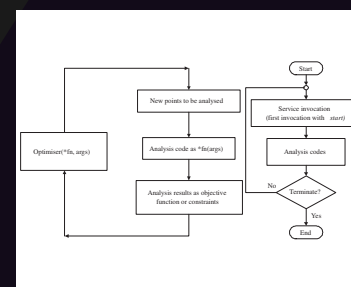 Optimiser(*fn, args)
New points to be analysed
Analysis code as *fn(args)
Analysis results as objective
function or constraints
Start
Service invocation
(first invocation with start)
Analysis codes
Terminate?
No
Yes
End